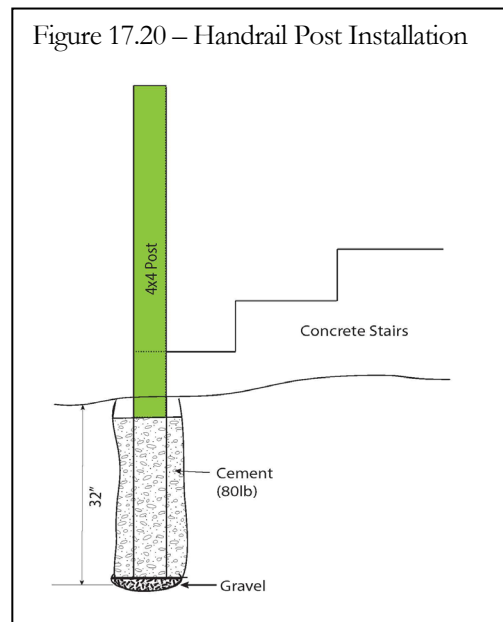 Figure 17.20 – Handrail Post Installation
4x4 Post
Concrete Stairs
32"
Cement
(80lb)
Gravel